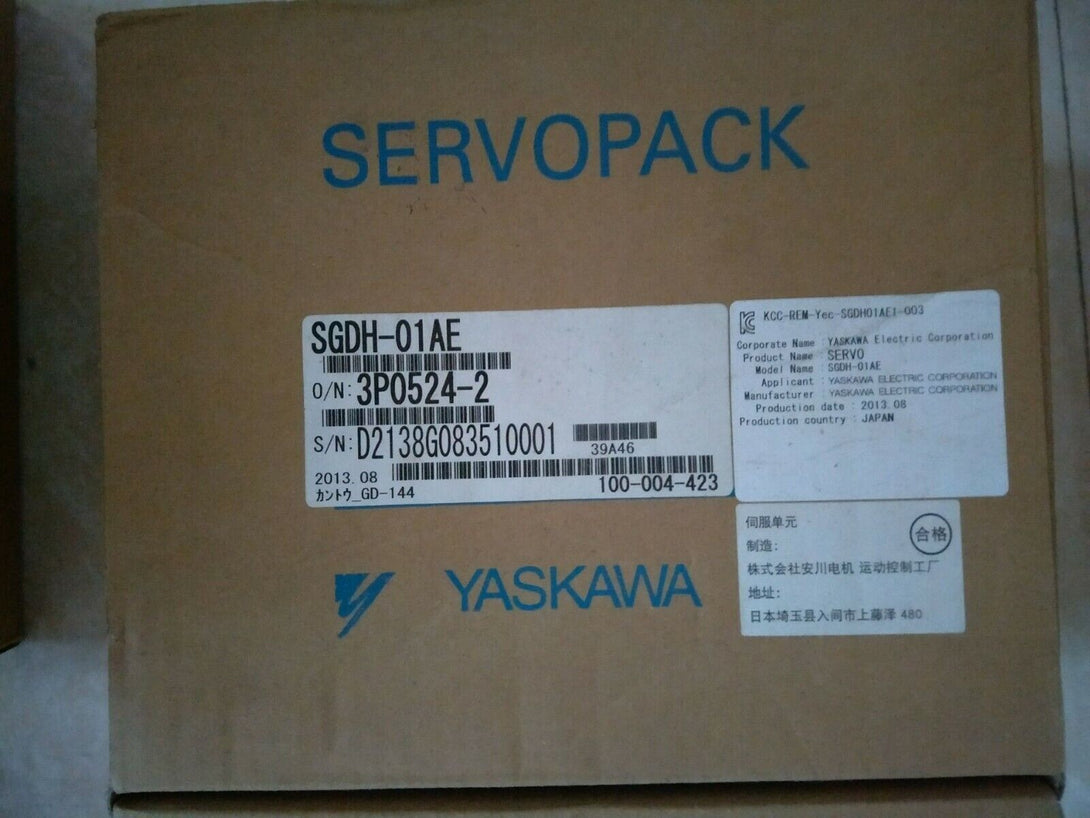 SERVOPACK
SGDH-01AE
O/N: 3P0524-2
S/N: D2138G083510001
39A46
2013.08
100-004-423
カントウ_GD-144
KCC-REM-Yec-SGDH01AE1-003
Corporate Name : YASKAWA Electric Corporation
Product Name : SERVO
Model Name : SGDH-01AE
Applicant : YASKAWA ELECTRIC CORPORATION
Manufacturer : YASKAWA ELECTRIC CORPORATION
Production date : 2013.08
Production country : JAPAN
伺服单元
合格
制造:
株式会社安川电机 运动控制工厂
地址:
日本埼玉县入间市上藤泽 480
YASKAWA